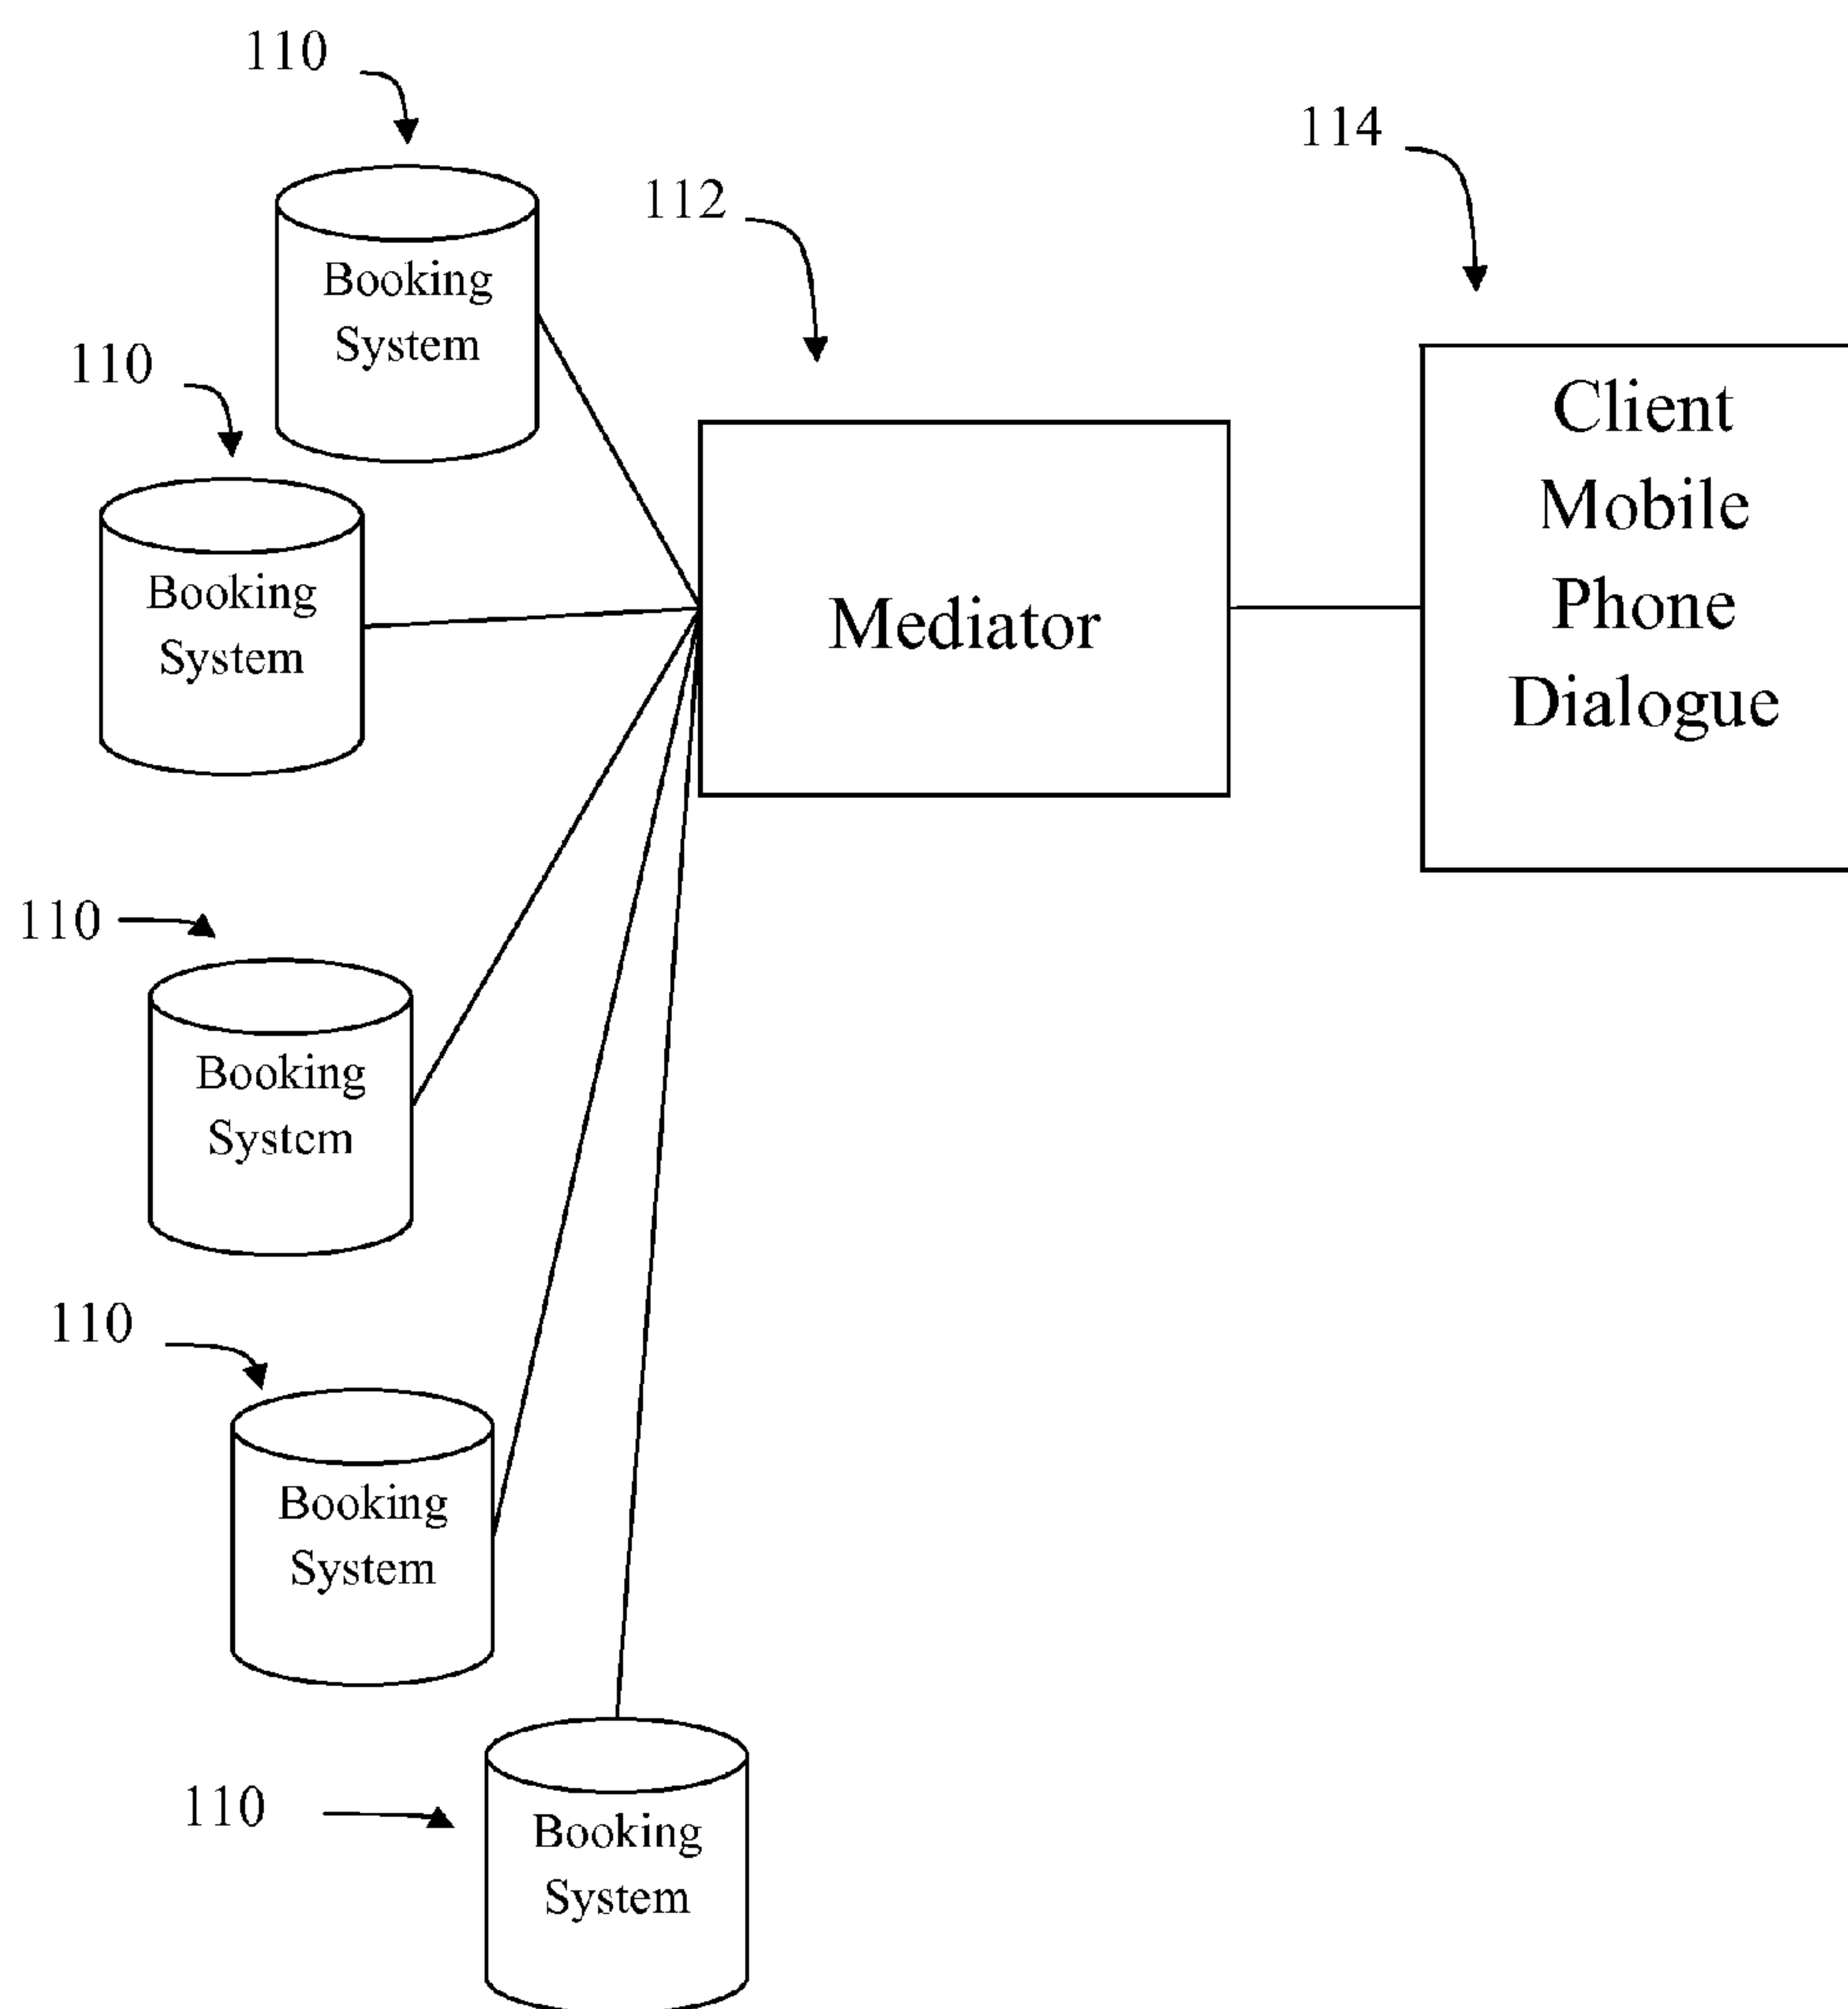 110
Booking
System
110
Booking
System
110
Booking
System
110
Booking
System
110
Booking
System
112
Mediator
114
Client
Mobile
Phone
Dialogue